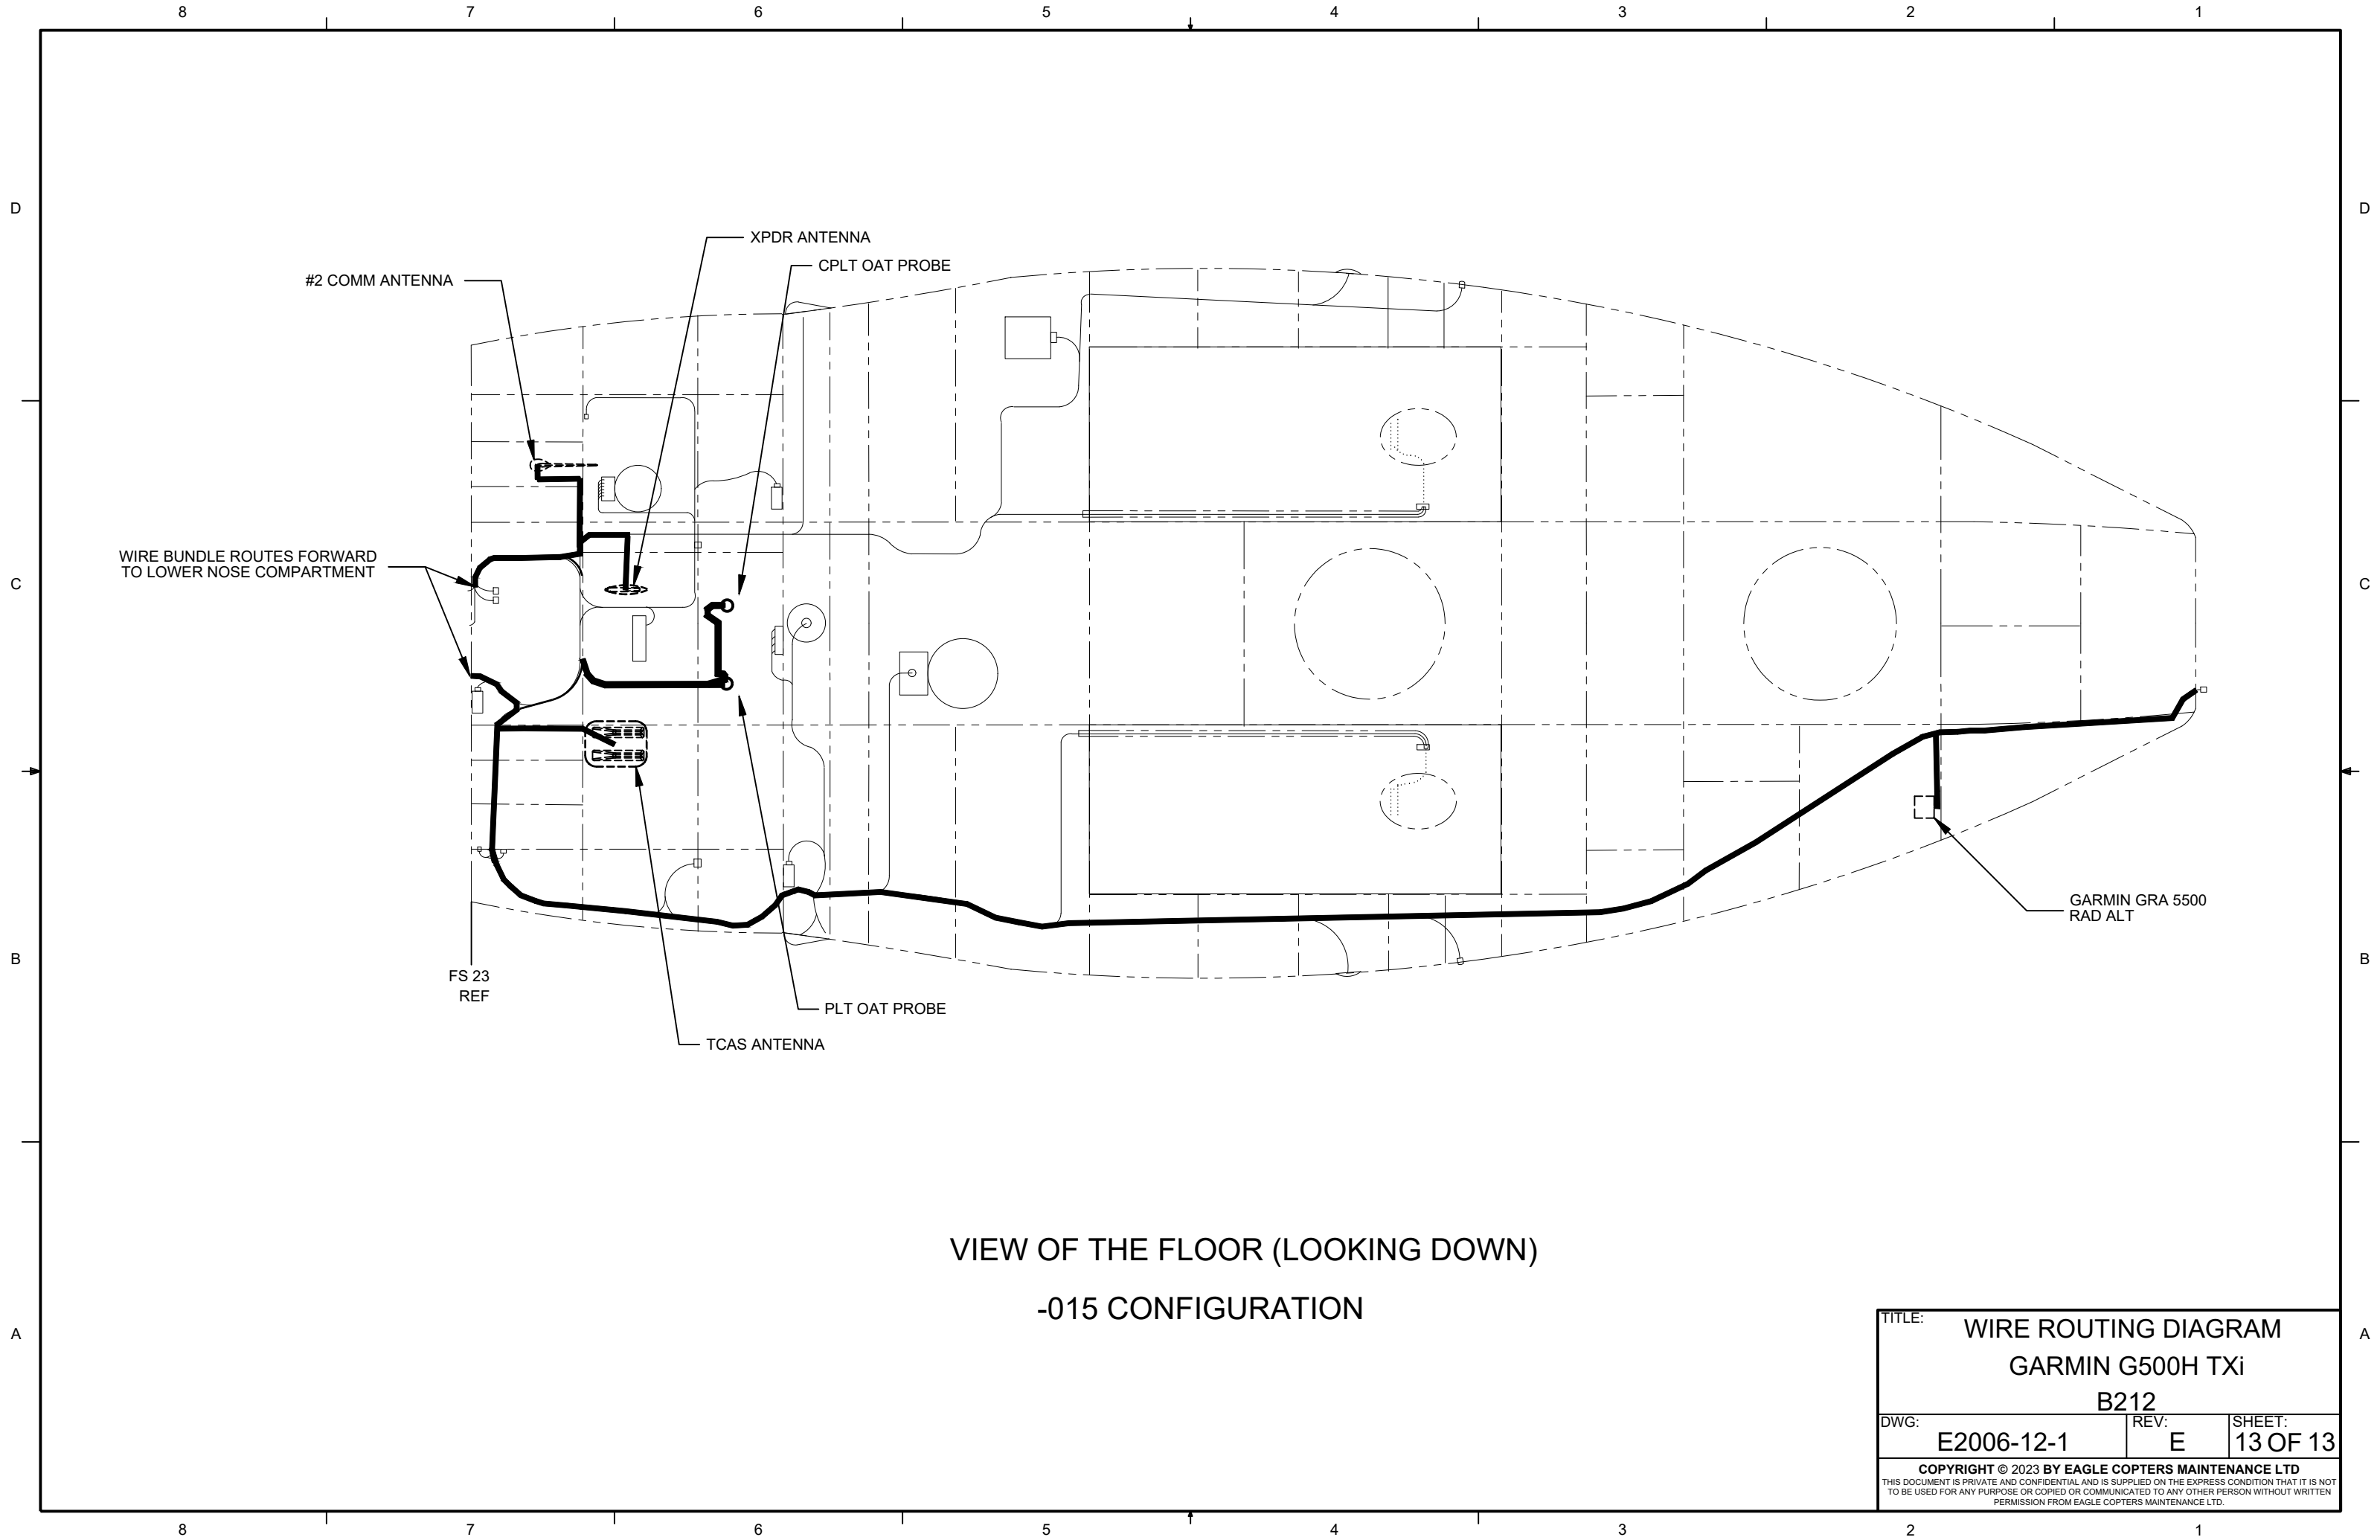 8 7 6 5 4 3 2 1
D
D
XPDR ANTENNA
CPLT OAT PROBE
#2 COMM ANTENNA
WIRE BUNDLE ROUTES FORWARD
TO LOWER NOSE COMPARTMENT
C
C
GARMIN GRA 5500
RAD ALT
B
B
FS 23
REF
PLT OAT PROBE
TCAS ANTENNA
VIEW OF THE FLOOR (LOOKING DOWN)
-015 CONFIGURATION
A
A
TITLE:
WIRE ROUTING DIAGRAM
GARMIN G500H TXi
B212
DWG: REV: SHEET:
E2006-12-1 E 13 OF 13
COPYRIGHT © 2023 BY EAGLE COPTERS MAINTENANCE LTD
THIS DOCUMENT IS PRIVATE AND CONFIDENTIAL AND IS SUPPLIED ON THE EXPRESS CONDITION THAT IT IS NOT
TO BE USED FOR ANY PURPOSE OR COPIED OR COMMUNICATED TO ANY OTHER PERSON WITHOUT WRITTEN
PERMISSION FROM EAGLE COPTERS MAINTENANCE LTD.
8 7 6 5 4 3 2 1